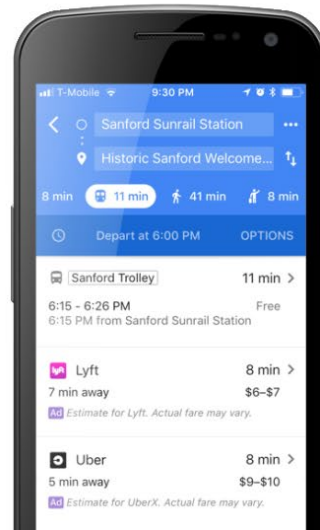 T-Mobile 9:30 PM
Sanford Sunrail Station
Historic Sanford Welcome...
8 min 11 min 41 min 8 min
Depart at 6:00 PM OPTIONS
Sanford Trolley 11 min >
6:15 - 6:26 PM Free
6:15 PM from Sanford Sunrail Station
Lyft 8 min >
7 min away $6–$7
Ad Estimate for Lyft. Actual fare may vary.
Uber 8 min >
5 min away $9–$10
Ad Estimate for UberX. Actual fare may vary.